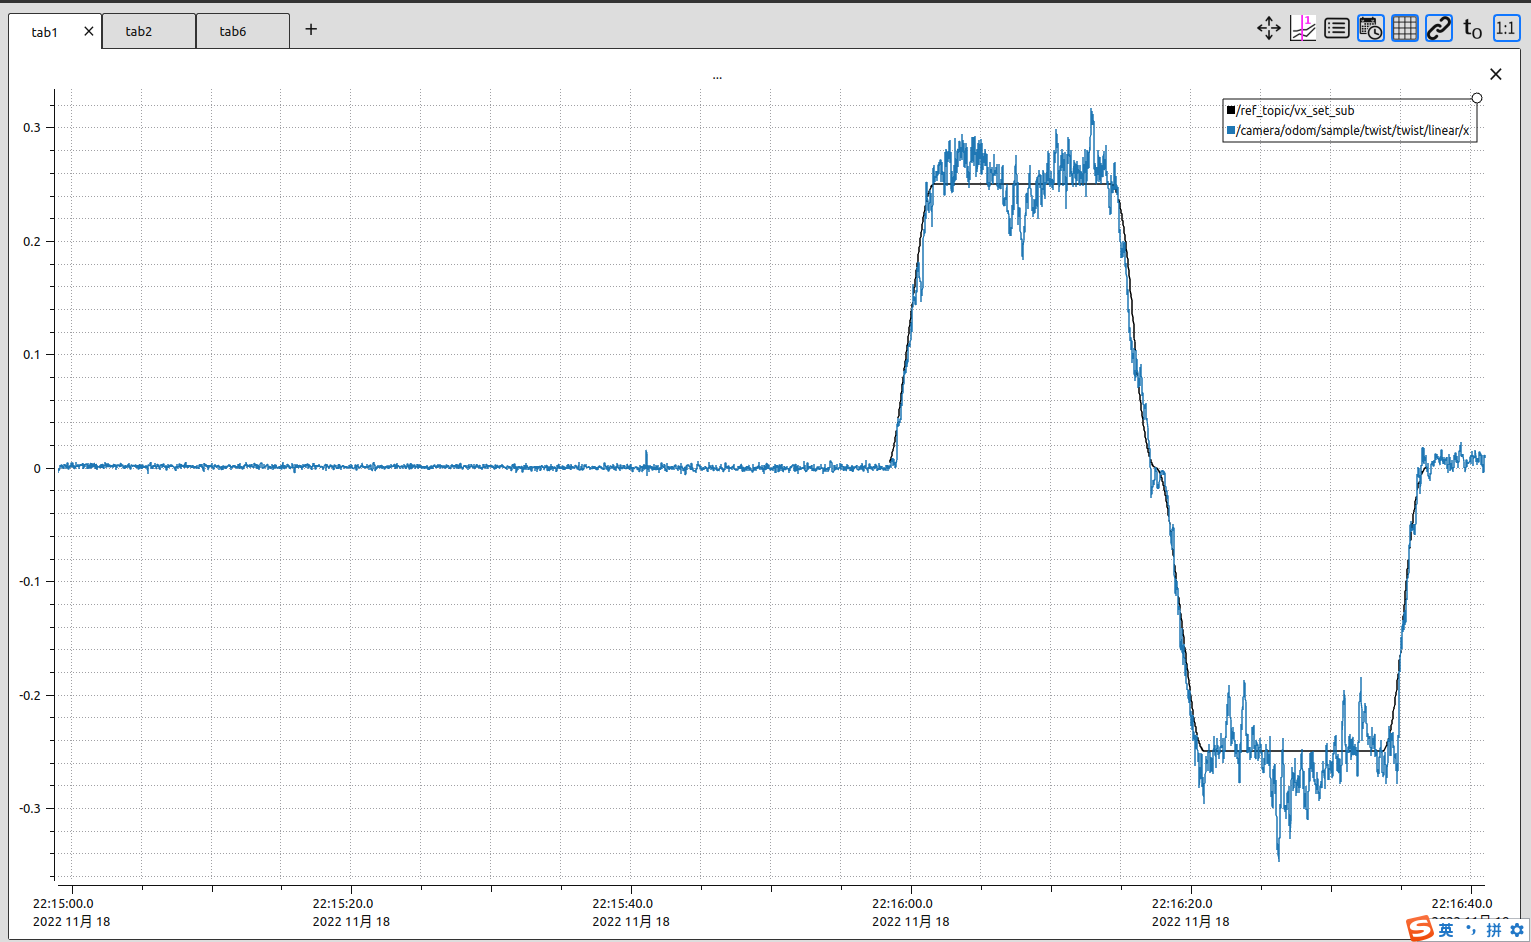 tab1
tab2
tab6
+
1
t0
1:1
...
/ref_topic/vx_set_sub
/camera/odom/sample/twist/twist/linear/x
0.3
0.2
0.1
0
-0.1
-0.2
-0.3
22:15:00.0 22:15:20.0 22:15:40.0 22:16:00.0 22:16:20.0 22:16:40.0
2022 11月 18 2022 11月 18 2022 11月 18 2022 11月 18 2022 11月 18
英 拼